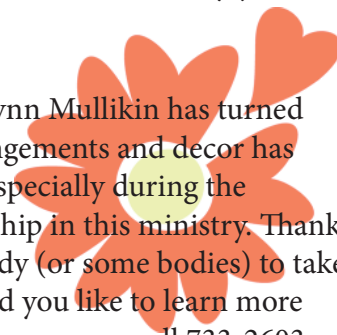 ynn Mullikin has turned
ngements and decor has
specially during the
hip in this ministry. Thank
dy (or some bodies) to take
d you like to learn more